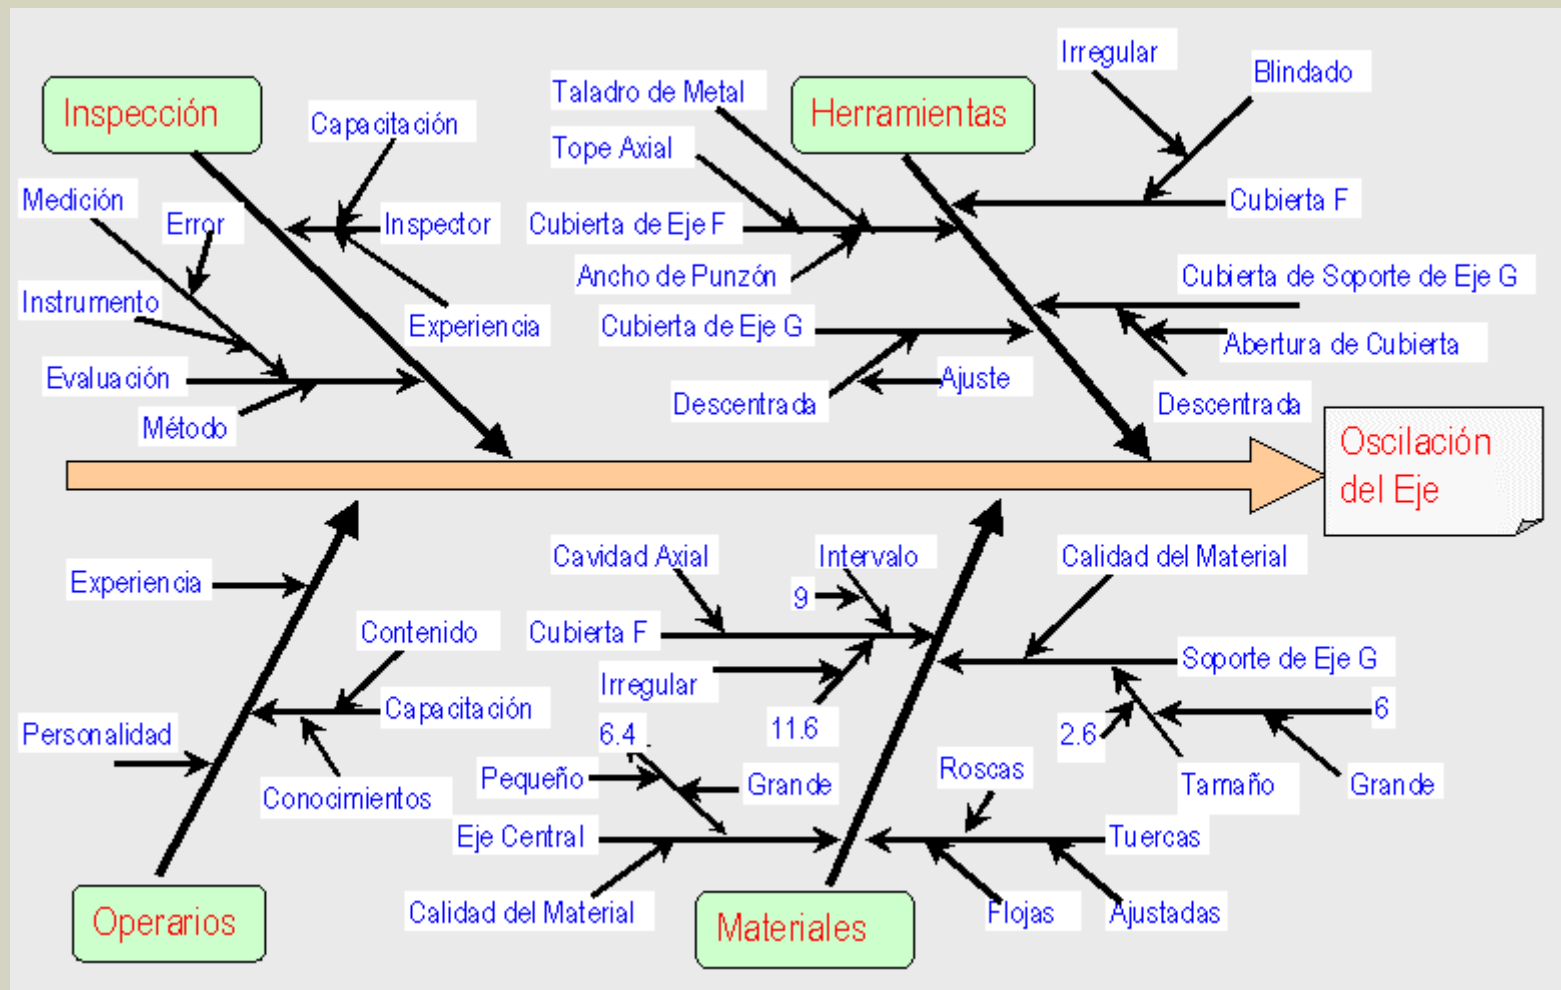 Irregular
Blindado
Taladro de Metal
Inspección
Herramientas
Capacitación
Tope Axial
Medición
Error
Inspector
Cubierta de Eje F
Cubierta F
Ancho de Punzón
Cubierta de Soporte de Eje G
Instrumento
Experiencia
Cubierta de Eje G
Abertura de Cubierta
Evaluación
Ajuste
Método
Descentrada
Descentrada
Oscilación
del Eje
Experiencia
Cavidad Axial
Intervalo
Calidad del Material
9
Contenido
Cubierta F
Soporte de Eje G
Irregular
Capacitación
6
Personalidad
6.4
11.6
2.6
Roscas
Pequeño
Grande
Tamaño
Grande
Conocimientos
Eje Central
Tuercas
Calidad del Material
Flojas
Ajustadas
Operarios
Materiales